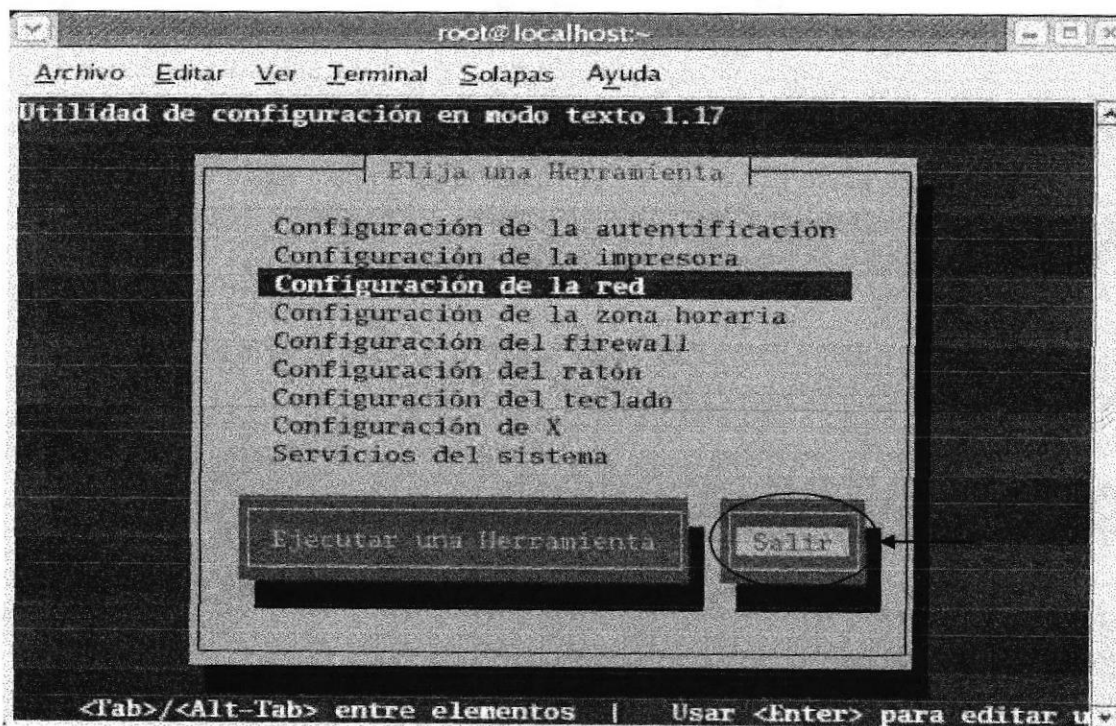 root@localhost:~
Archivo Editar Ver Terminal Solapas Ayuda
Utilidad de configuración en modo texto 1.17
Elija una Herramienta
Configuración de la autentificación
Configuración de la impresora
Configuración de la red
Configuración de la zona horaria
Configuración del firewall
Configuración del ratón
Configuración del teclado
Configuración de X
Servicios del sistema
Ejecutar una Herramienta Salir
<Tab>/<Alt-Tab> entre elementos | Usar <Enter> para editar u